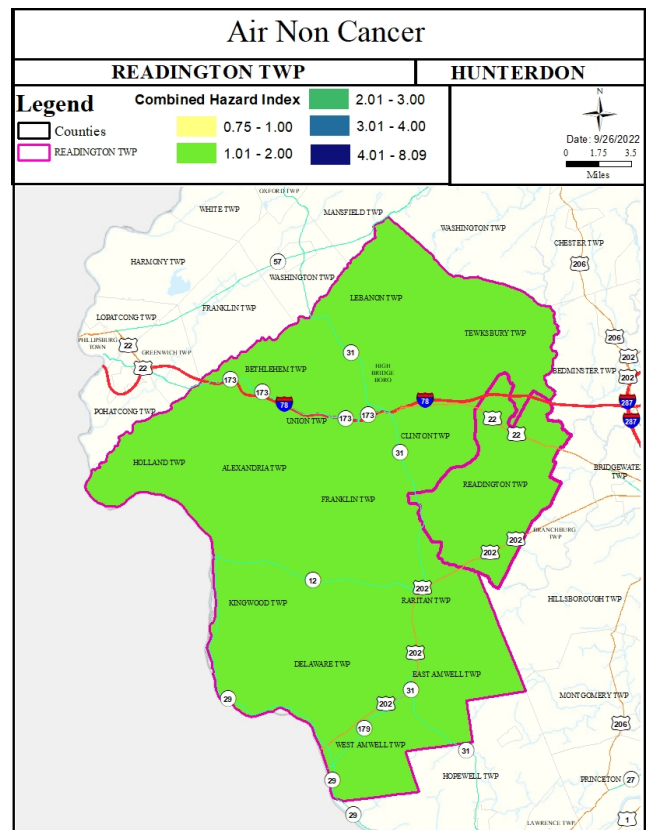 Air Non Cancer
READINGTON TWP
HUNTERDON
Legend
Combined Hazard Index
Counties
READINGTON TWP
0.75 - 1.00
1.01 - 2.00
2.01 - 3.00
3.01 - 4.00
4.01 - 8.09
N
Date: 9/26/2022
0 1.75 3.5
Miles
OXFORD TWP
WHITE TWP
MANSFIELD TWP
WASHINGTON TWP
CHESTER TWP
HARMONY TWP
57
206
WASHINGTON TWP
LEBANON TWP
FRANKLIN TWP
LOPATCONG TWP
TEWKSBURY TWP
206
PHILLIPSBURG
TOWN
22
GREENWICH TWP
31
202
22
BETHLEHEM TWP
HIGH
BRIDGE
BORO
BEDMINSTER TWP
202
173
173
78
78
287
POHATCONG TWP
UNION TWP
173
173
22
287
CLINTON TWP
22
31
HOLLAND TWP
ALEXANDRIA TWP
BRIDGEWATE
TWP
READINGTON TWP
FRANKLIN TWP
BRANCHBURG
TWP
202
202
12
202
KINGWOOD TWP
RARITAN TWP
HILLSBOROUGH TWP
202
DELAWARE TWP
EAST AMWELL TWP
31
29
202
MONTGOMERY TWP
206
179
WEST AMWELL TWP
31
29
HOPEWELL TWP
PRINCETON
27
29
LAWRENCE TWP
1